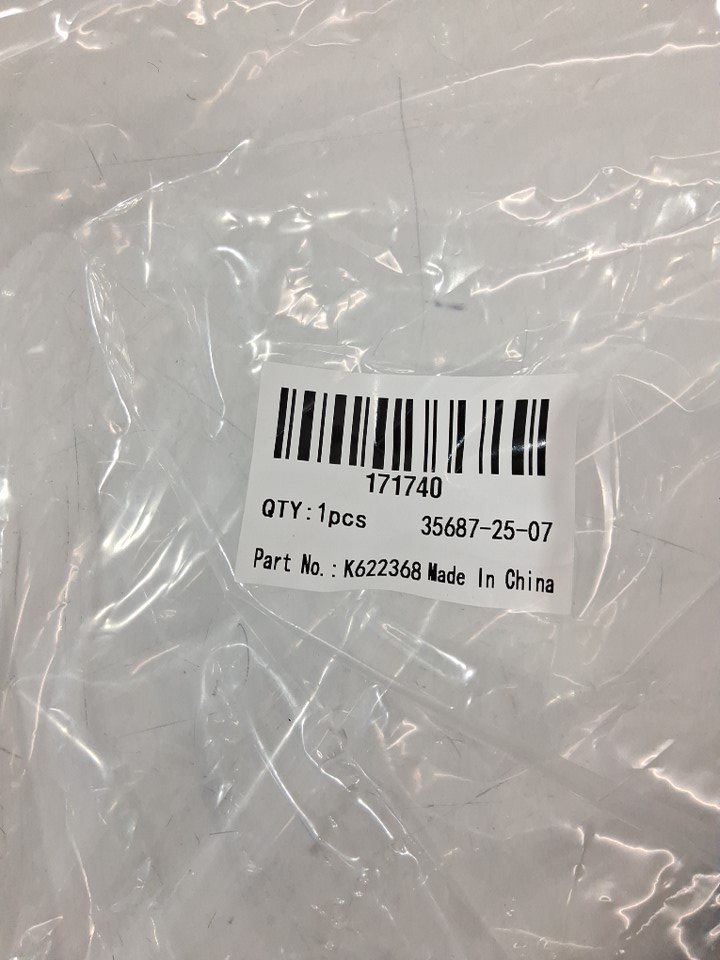 171740
QTY:1pcs 35687-25-07
Part No.: K622368 Made In China